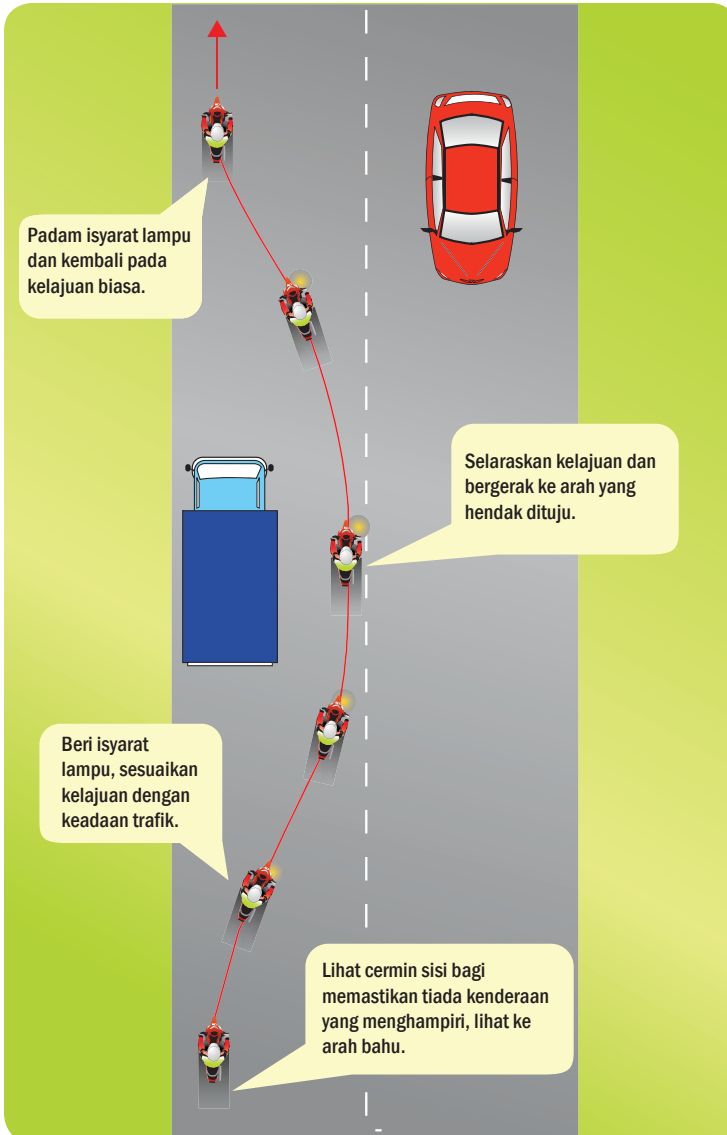 Padam isyarat lampu
dan kembali pada
kelajuan biasa.
Selaraskan kelajuan dan
bergerak ke arah yang
hendak dituju.
Beri isyarat
lampu, sesuaikan
kelajuan dengan
keadaan trafik.
Lihat cermin sisi bagi
memastikan tiada kenderaan
yang menghampiri, lihat ke
arah bahu.